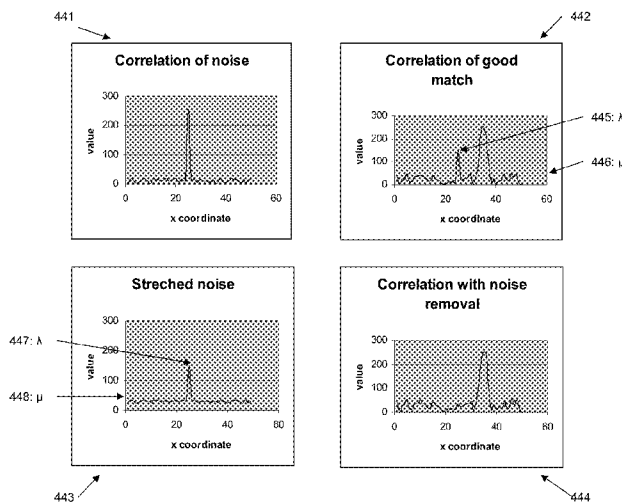 441
442
Correlation of noise
300
200
100
0
value
0 20 40 60
x coordinate
Correlation of good
match
300
200
100
0
value
0 20 40 60
x coordinate
445: λ
446: μ
Streched noise
300
200
100
0
value
0 20 40 60
x coordinate
447: λ
448: μ
Correlation with noise
removal
300
200
100
0
value
0 20 40 60
x coordinate
443
444